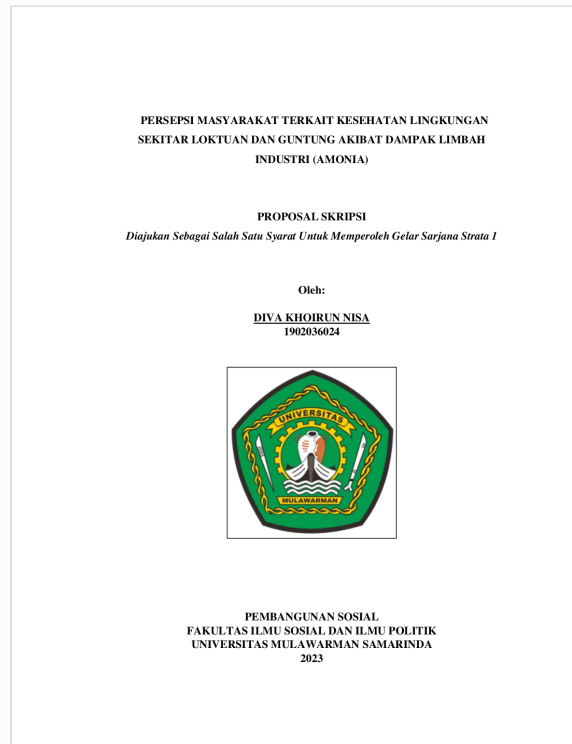 PERSEPSI MASYARAKAT TERKAIT KESEHATAN LINGKUNGAN
SEKITAR LOKTUAN DAN GUNTUNG AKIBAT DAMPAK LIMBAH
INDUSTRI (AMONIA)
PROPOSAL SKRIPSI
Diajukan Sebagai Salah Satu Syarat Untuk Memperoleh Gelar Sarjana Strata 1
Oleh:
DIVA KHOIRUN NISA
1902036024
UNIVERSITAS
MULAWARMAN
PEMBANGUNAN SOSIAL
FAKULTAS ILMU SOSIAL DAN ILMU POLITIK
UNIVERSITAS MULAWARMAN SAMARINDA
2023